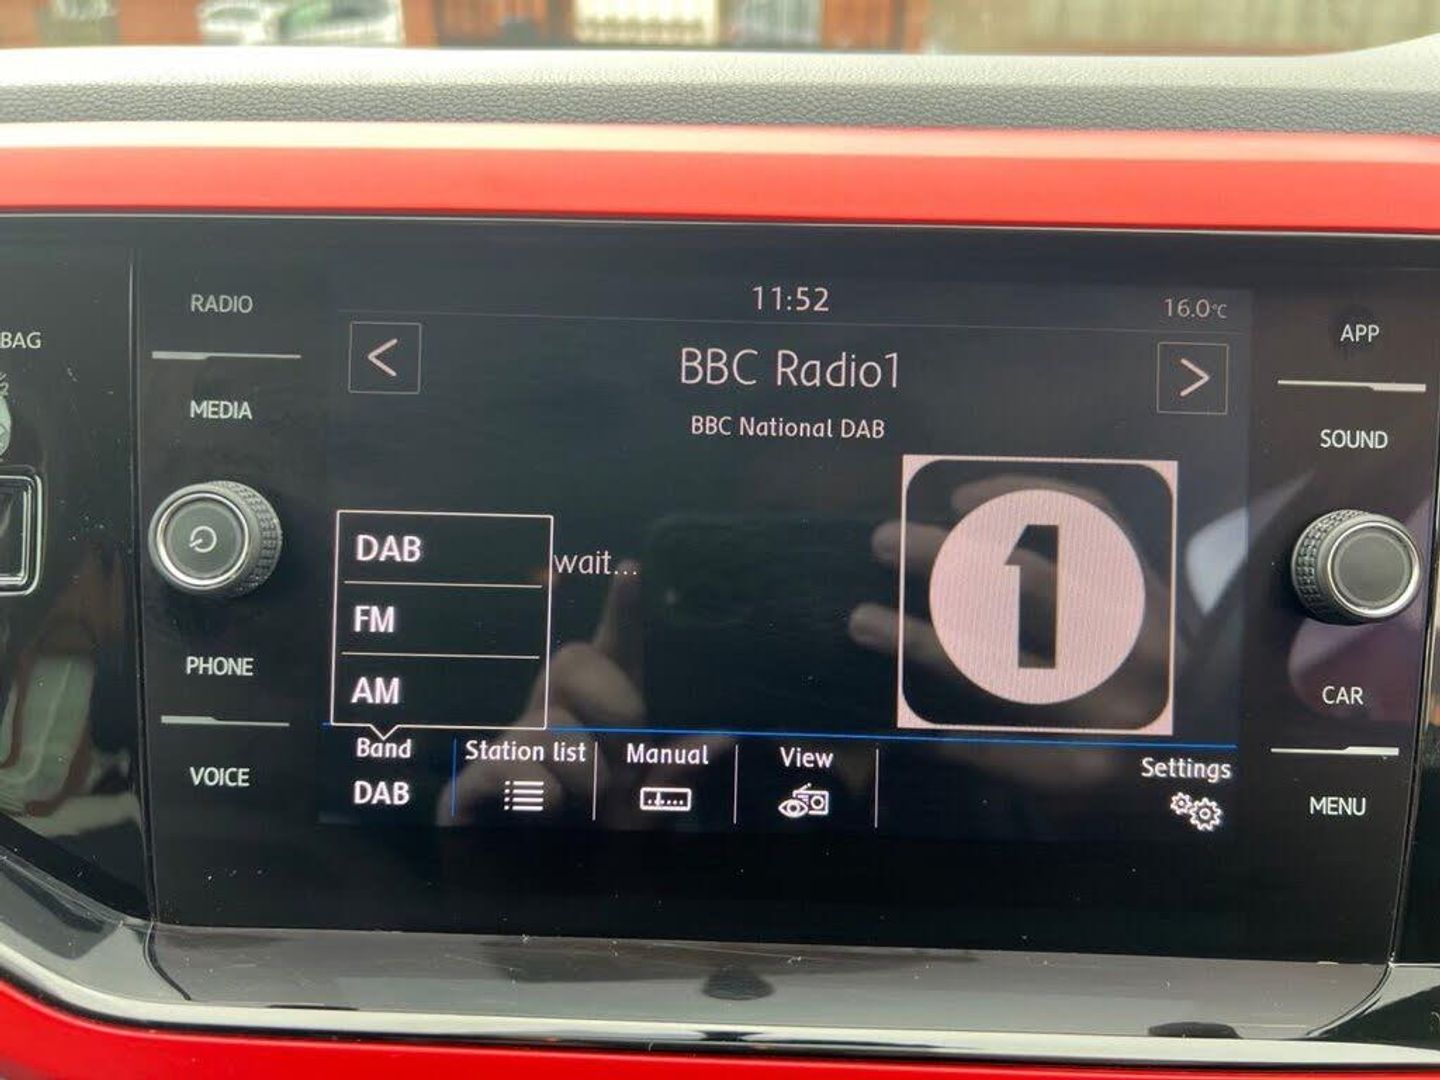 11:52
16.0°C
RADIO
BAG
<
BBC Radio1
>
APP
MEDIA
BBC National DAB
SOUND
DAB
wait...
FM
1
AM
PHONE
CAR
Band
Station list
Manual
View
Settings
VOICE
DAB
MENU